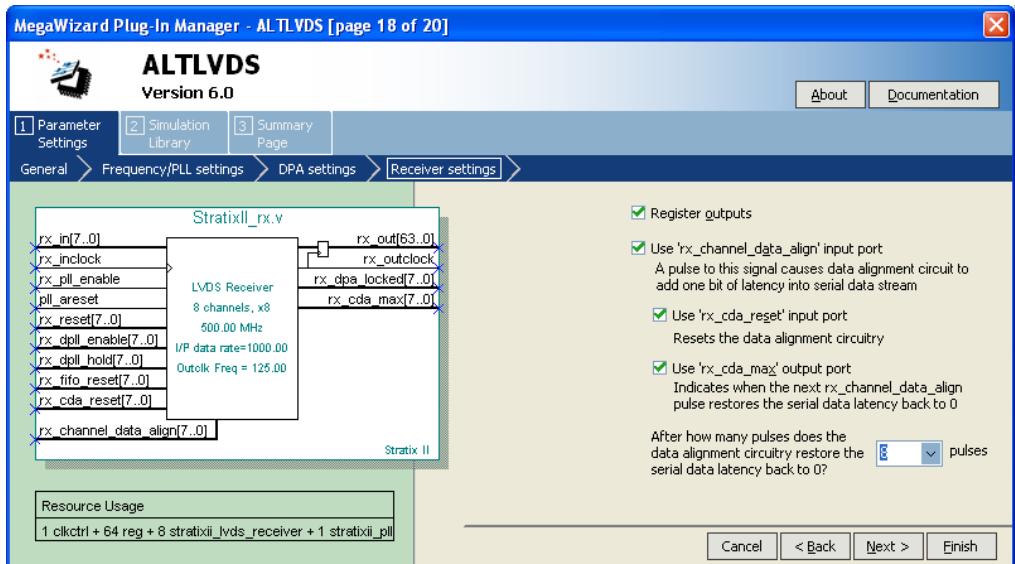 MegaWizard Plug-In Manager - ALTLVDS [page 18 of 20]
ALTLVDS
Version 6.0
About
Documentation
1 Parameter Settings
2 Simulation Library
3 Summary Page
General
Frequency/PLL settings
DPA settings
Receiver settings
StratixII_rx.v
rx_in[7..0]
rx_inclock
rx_pll_enable
pll_areset
rx_reset[7..0]
rx_dpll_enable[7..0]
rx_dpll_hold[7..0]
rx_fifo_reset[7..0]
rx_cda_reset[7..0]
rx_channel_data_align[7..0]
LVDS Receiver
8 channels, x8
500.00 MHz
I/P data rate=1000.00
Outclk Freq = 125.00
rx_out[63..0]
rx_outclock
rx_dpa_locked[7..0]
rx_cda_max[7..0]
Stratix II
Resource Usage
1 clkctrl + 64 reg + 8 stratixii_lvds_receiver + 1 stratixii_pll
Register outputs
Use 'rx_channel_data_align' input port
A pulse to this signal causes data alignment circuit to
add one bit of latency into serial data stream
Use 'rx_cda_reset' input port
Resets the data alignment circuitry
Use 'rx_cda_max' output port
Indicates when the next rx_channel_data_align
pulse restores the serial data latency back to 0
After how many pulses does the
data alignment circuitry restore the
serial data latency back to 0?
8
pulses
Cancel
< Back
Next >
Finish